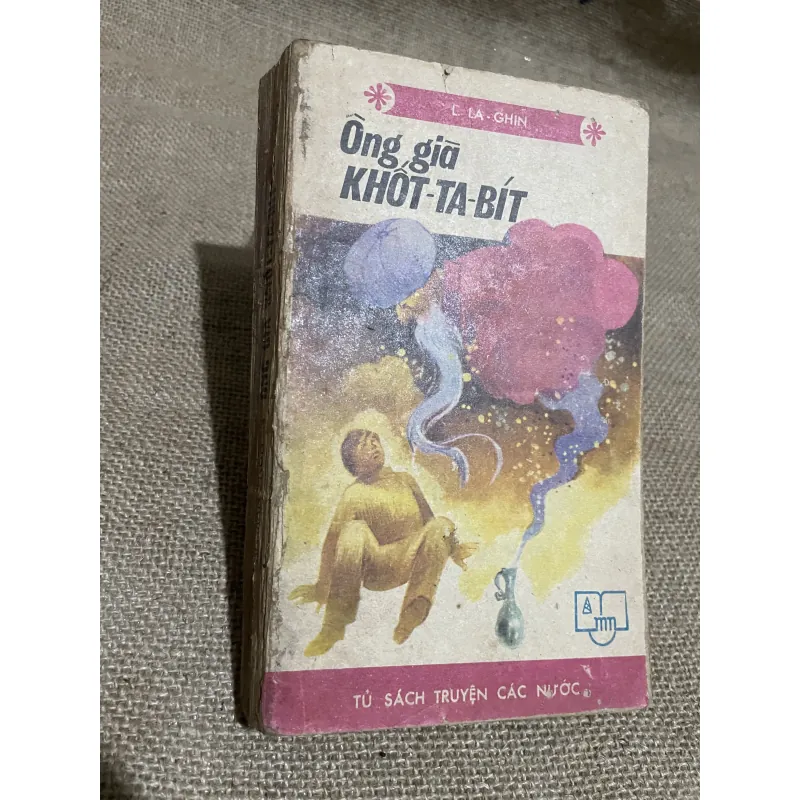 L. LA-GHIN
Ông già
KHỐT-TA-BÍT
TỦ SÁCH TRUYỆN CÁC NƯỚC